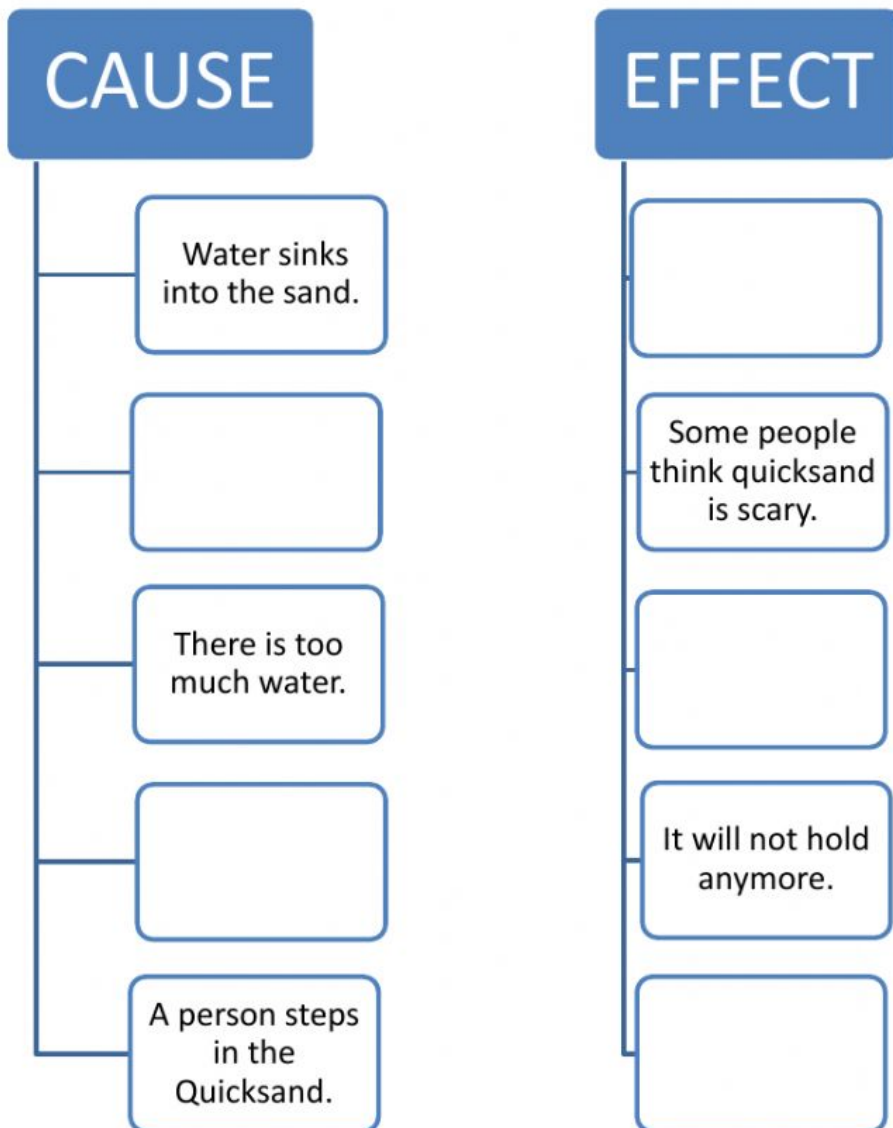 CAUSE
EFFECT
Water sinks
into the sand.
Some people
think quicksand
is scary.
There is too
much water.
It will not hold
anymore.
A person steps
in the
Quicksand.